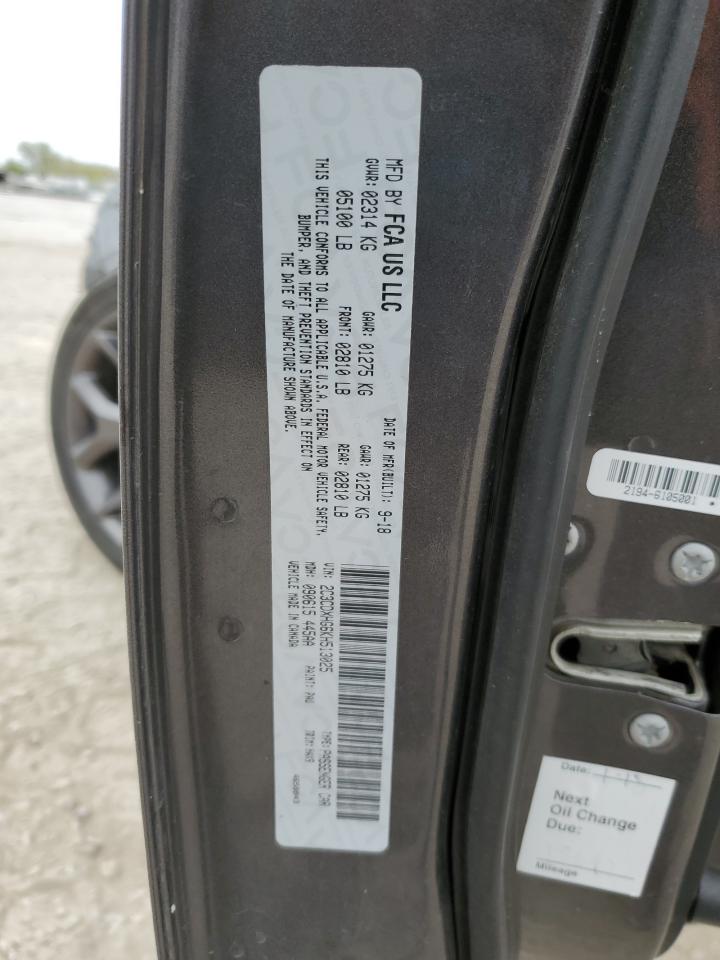 MFD BY FCA US LLC
DATE OF MFR(BUILT): 9-18
GVWR: 02314 KG
GAWR: 01275 KG
GAWR: 01275 KG
05100 LB
FRONT: 02810 LB
REAR: 02810 LB
THIS VEHICLE CONFORMS TO ALL APPLICABLE U.S.A. FEDERAL MOTOR VEHICLE SAFETY,
BUMPER, AND THEFT PREVENTION STANDARDS IN EFFECT ON
THE DATE OF MANUFACTURE SHOWN ABOVE.
VIN: 2C3CDXHG6KH513025
TYPE: PASSENGER CAR
MDH: 090615 445AA
PAINT: PAU
VEHICLE MADE IN CANADA
2194-6105001
Date:
Next
Oil Change
Due:
Mileage